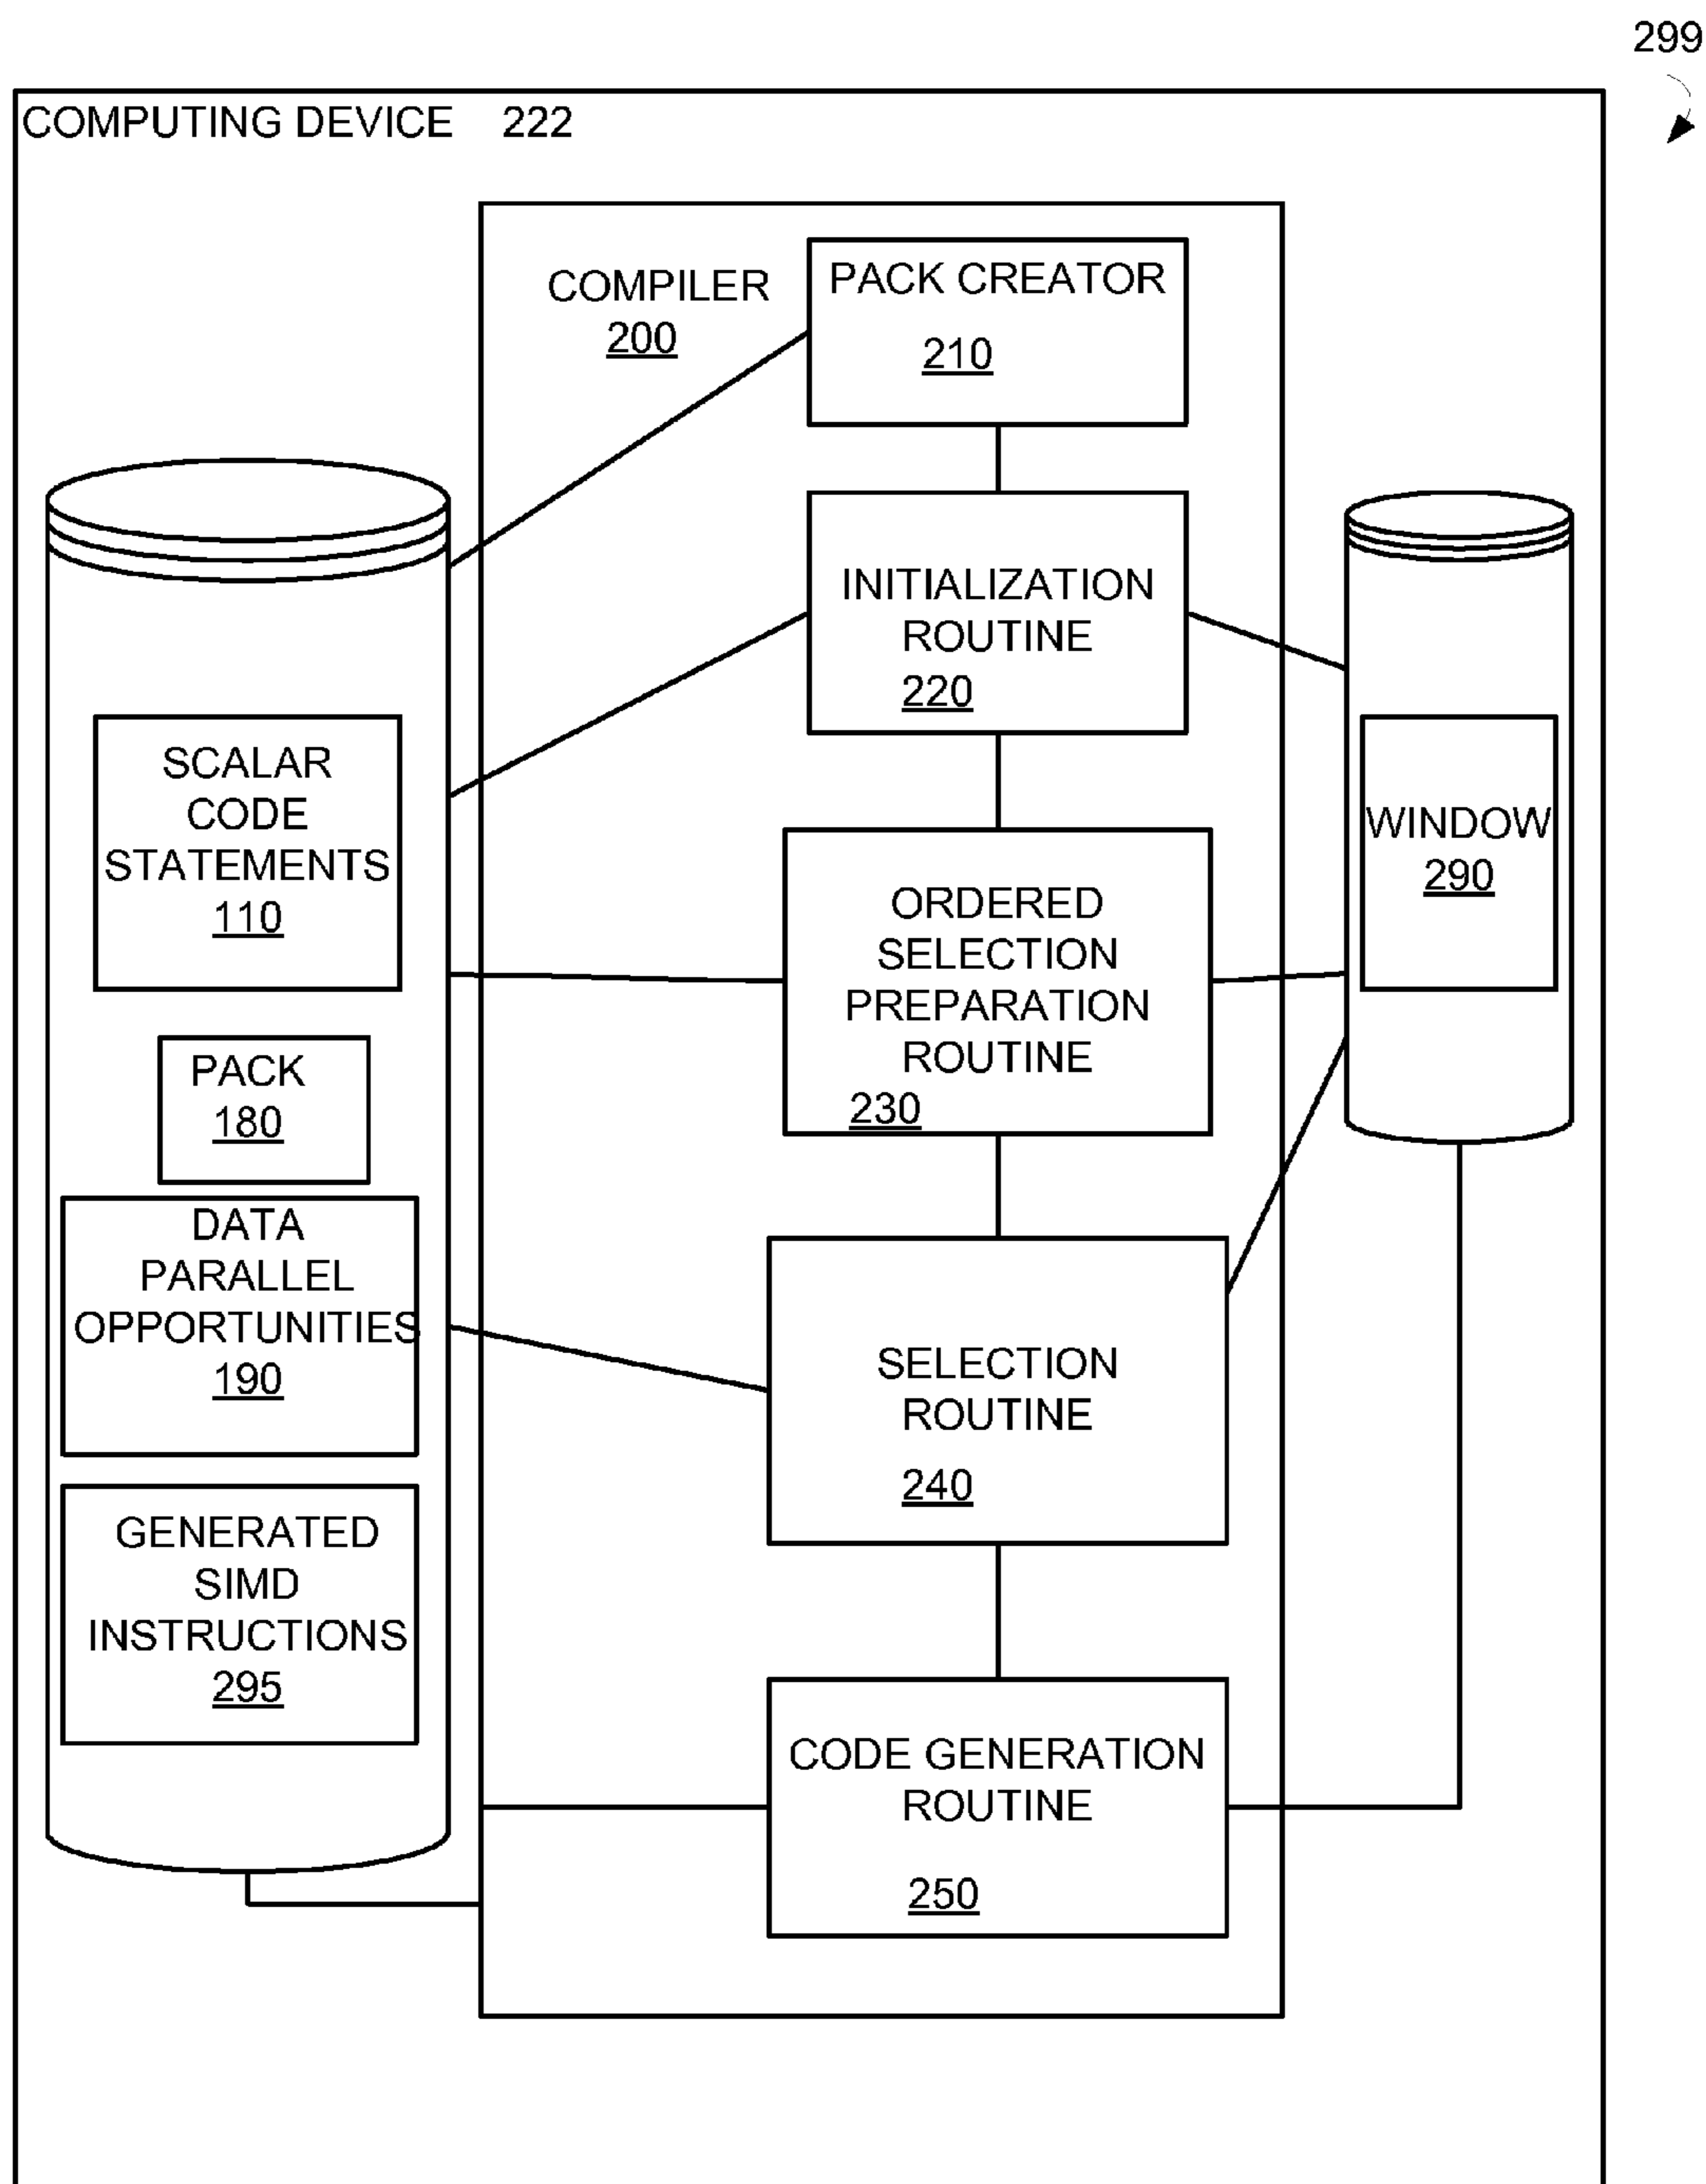 299
COMPUTING DEVICE 222
COMPILER
200
PACK CREATOR
210
INITIALIZATION
ROUTINE
220
SCALAR
CODE
STATEMENTS
110
WINDOW
290
ORDERED
SELECTION
PREPARATION
ROUTINE
230
PACK
180
DATA
PARALLEL
OPPORTUNITIES
190
SELECTION
ROUTINE
240
GENERATED
SIMD
INSTRUCTIONS
295
CODE GENERATION
ROUTINE
250